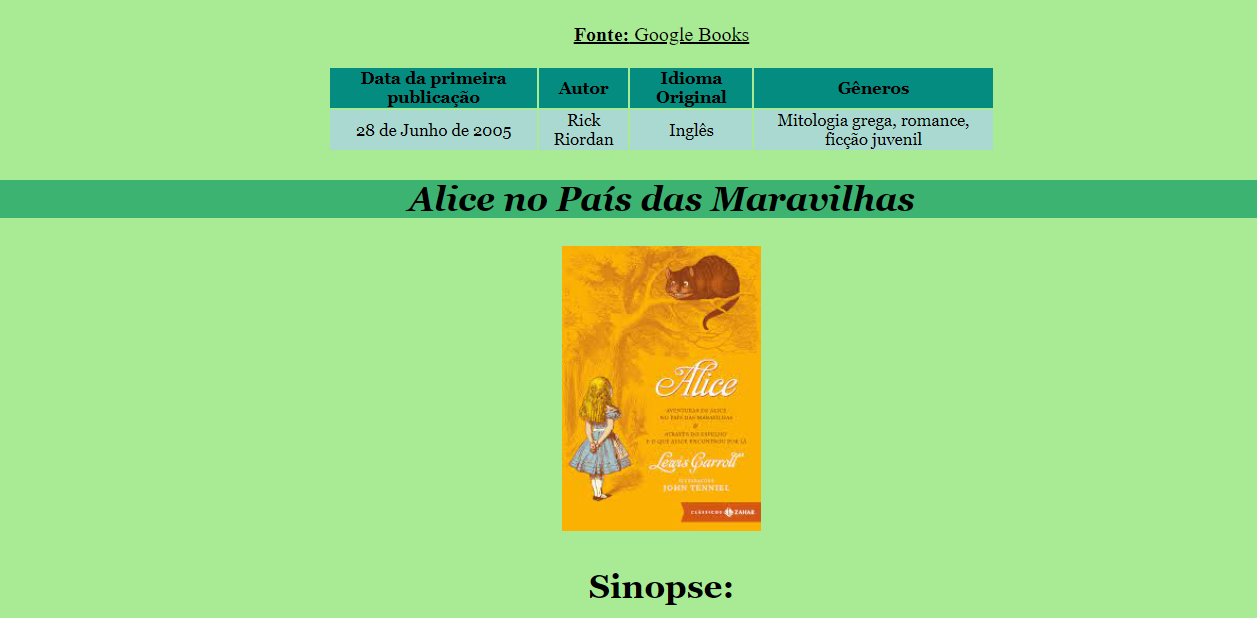 Fonte: Google Books
Data da primeira publicação Autor Idioma Original Gêneros
28 de Junho de 2005 Rick Riordan Inglês Mitologia grega, romance, ficção juvenil
Alice no País das Maravilhas
Alice
AVENTURAS DE ALICE
NO PAÍS DAS MARAVILHAS
&
ATRAVÉS DO ESPELHO
E O QUE ALICE ENCONTROU POR LÁ
Lewis Carroll
ILUSTRAÇÕES
JOHN TENNIEL
CLÁSSICOS ZAHAR
Sinopse: